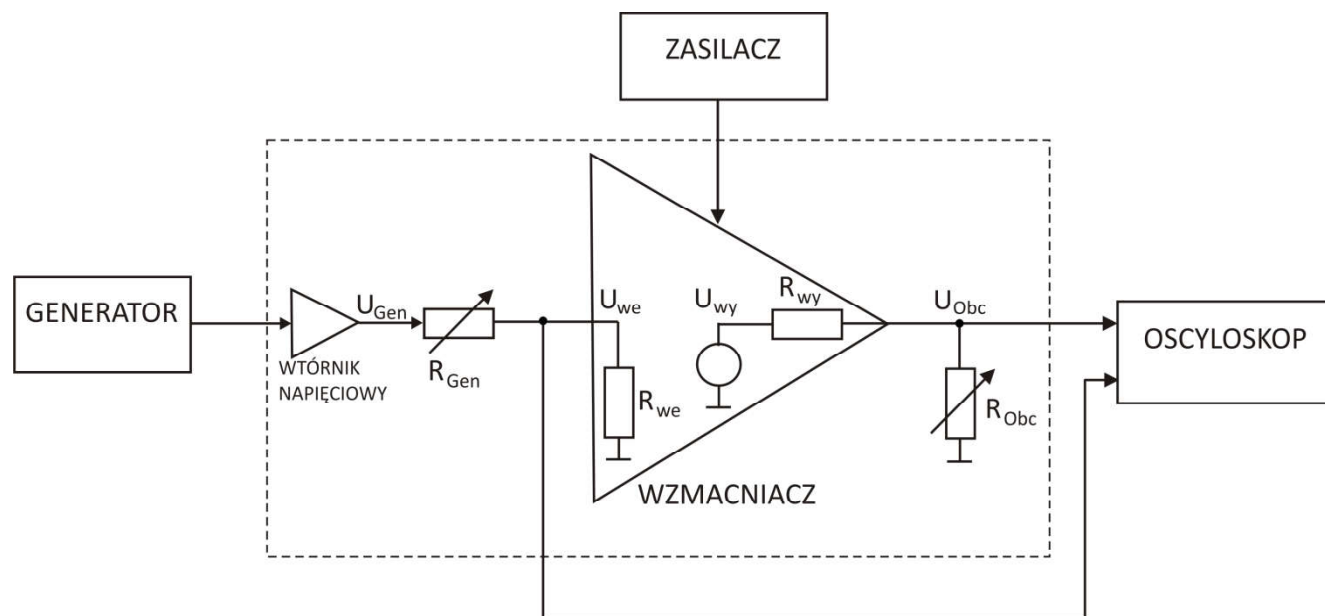 ZASILACZ
GENERATOR
WTÓRNIK
NAPIĘCIOWY
U_Gen
R_Gen
U_we
R_we
U_wy
R_wy
WZMACNIACZ
U_Obc
R_Obc
OSCYLOSKOP